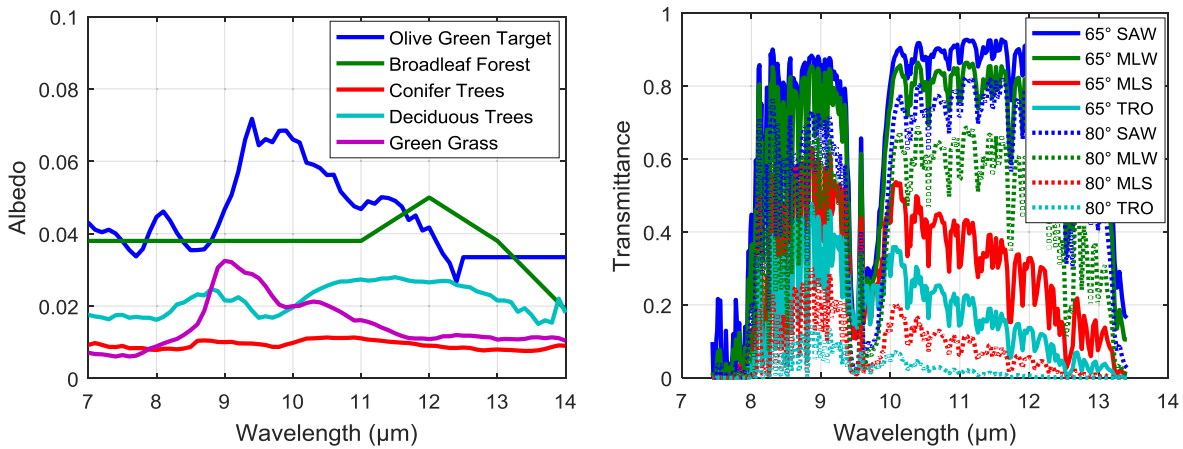 0.1
0.08
0.06
0.04
0.02
0
Albedo
7
8
9
10
11
12
13
14
Wavelength (μm)
Olive Green Target
Broadleaf Forest
Conifer Trees
Deciduous Trees
Green Grass
1
0.8
0.6
0.4
0.2
0
Transmittance
7
8
9
10
11
12
13
14
Wavelength (μm)
65° SAW
65° MLW
65° MLS
65° TRO
80° SAW
80° MLW
80° MLS
80° TRO